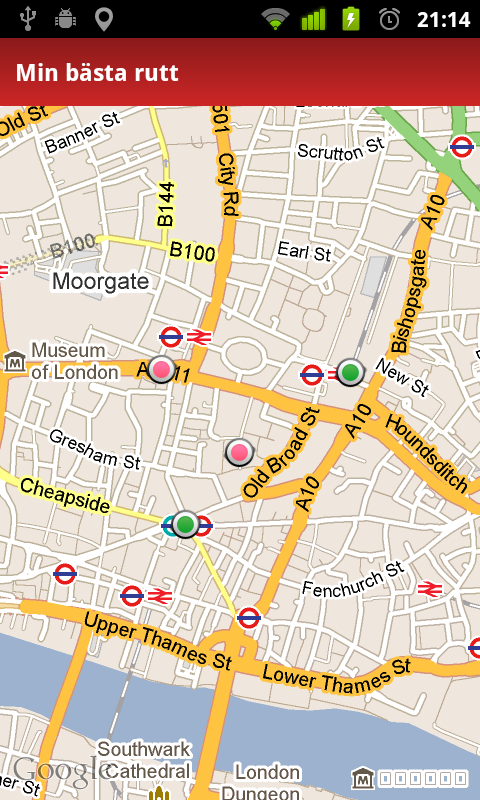 21:14
Min bästa rutt
Old St
Banner St
501
City Rd
Scrutton St
A10
B144
B100
B100
Earl St
Moorgate
Bishopsgate
Museum
of London
New St
A10
Houndsditch
Old Broad St
Gresham St
Cheapside
A10
Fenchurch St
Upper Thames St
Lower Thames St
Southwark
Cathedral
Google
London
Dungeon